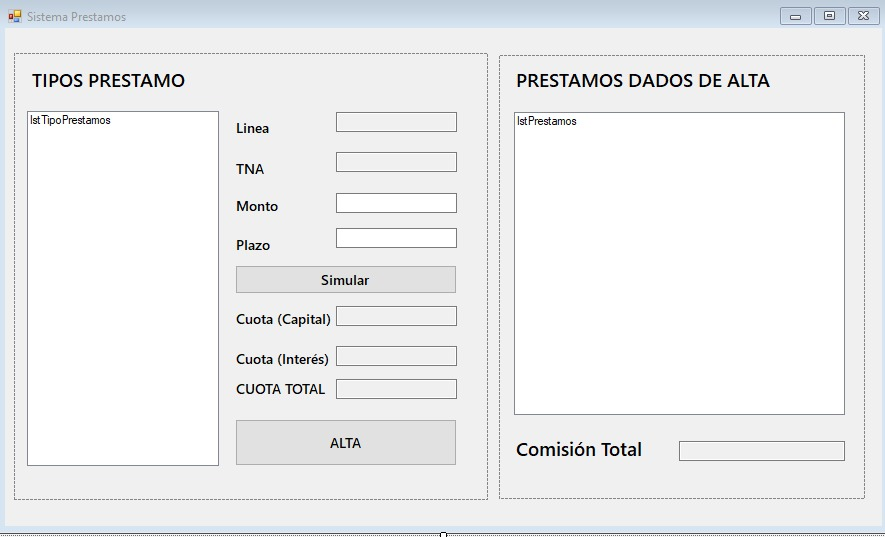 Sistema Prestamos
TIPOS PRESTAMO
lstTipoPrestamos
Linea
TNA
Monto
Plazo
Simular
Cuota (Capital)
Cuota (Interés)
CUOTA TOTAL
ALTA
PRESTAMOS DADOS DE ALTA
lstPrestamos
Comisión Total